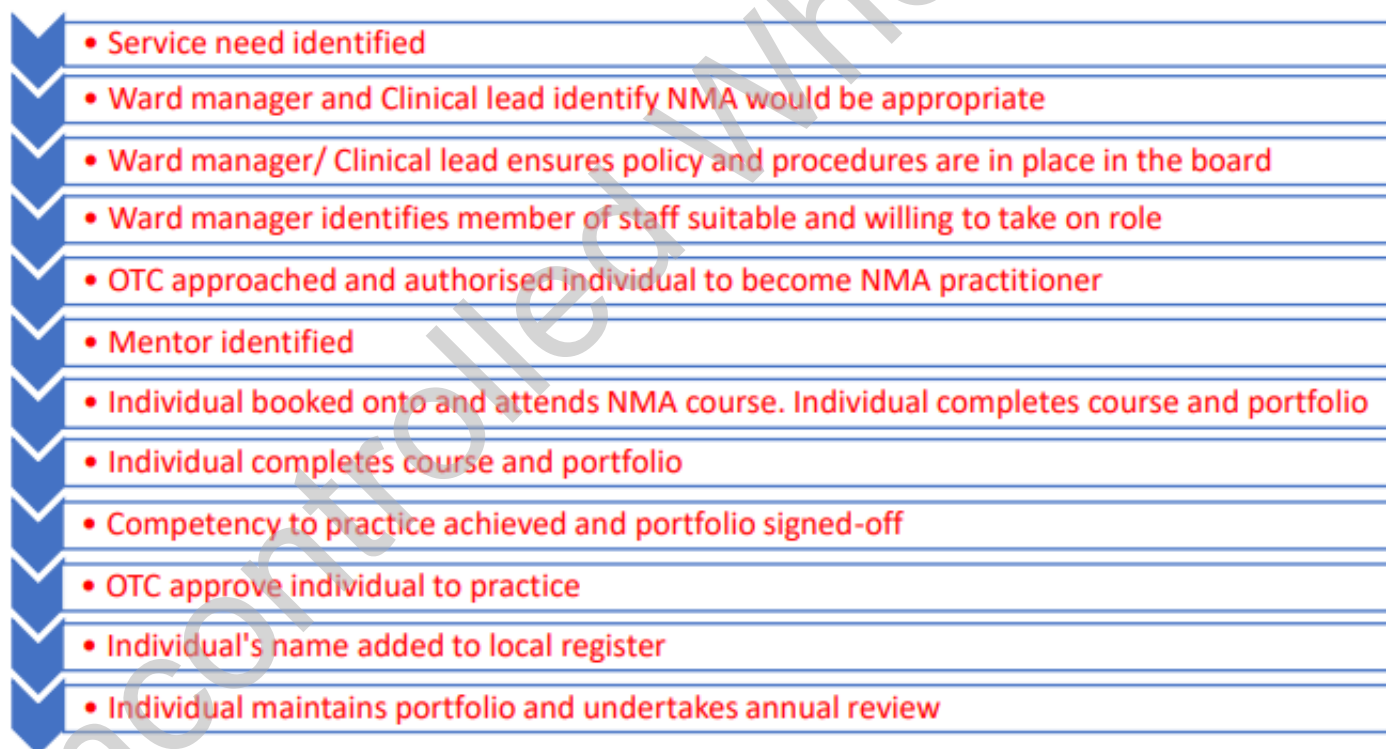 • Service need identified
• Ward manager and Clinical lead identify NMA would be appropriate
• Ward manager/ Clinical lead ensures policy and procedures are in place in the board
• Ward manager identifies member of staff suitable and willing to take on role
• OTC approached and authorised individual to become NMA practitioner
• Mentor identified
• Individual booked onto and attends NMA course. Individual completes course and portfolio
• Individual completes course and portfolio
• Competency to practice achieved and portfolio signed-off
• OTC approve individual to practice
• Individual's name added to local register
• Individual maintains portfolio and undertakes annual review